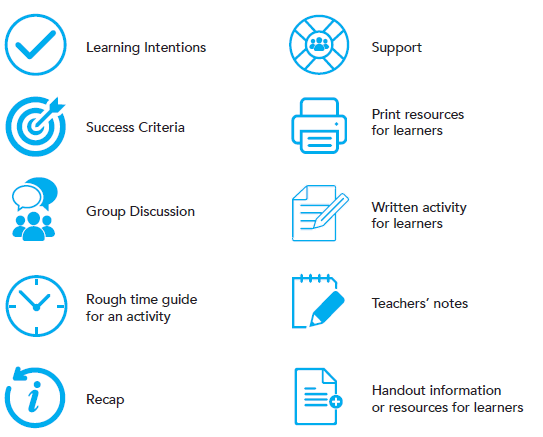 Learning Intentions
Success Criteria
Group Discussion
Rough time guide
for an activity
Recap
Support
Print resources
for learners
Written activity
for learners
Teachers’ notes
Handout information
or resources for learners